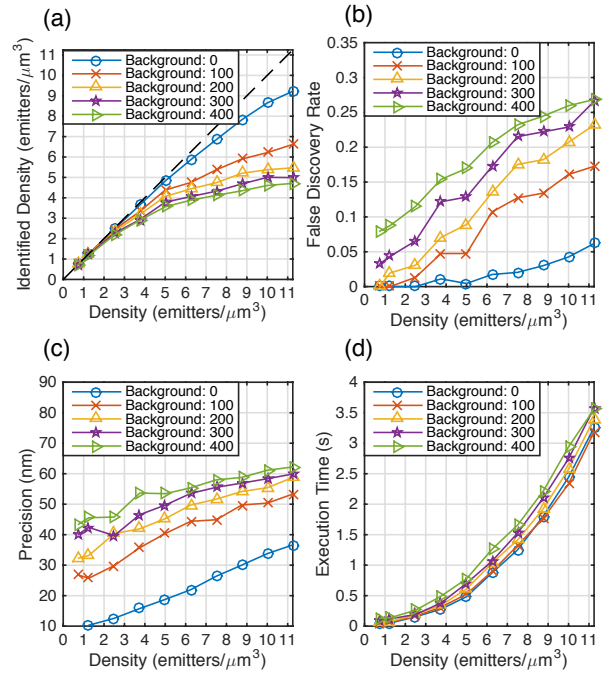 (a)
Identified Density (emitters/μm³)
11
10
9
8
7
6
5
4
3
2
1
0
Background: 0
Background: 100
Background: 200
Background: 300
Background: 400
0 1 2 3 4 5 6 7 8 9 10 11
Density (emitters/μm³)
(b)
False Discovery Rate
0.35
0.3
0.25
0.2
0.15
0.1
0.05
0
Background: 0
Background: 100
Background: 200
Background: 300
Background: 400
0 1 2 3 4 5 6 7 8 9 10 11
Density (emitters/μm³)
(c)
Precision (nm)
90
80
70
60
50
40
30
20
10
Background: 0
Background: 100
Background: 200
Background: 300
Background: 400
0 1 2 3 4 5 6 7 8 9 10 11
Density (emitters/μm³)
(d)
Execution Time (s)
4
3.5
3
2.5
2
1.5
1
0.5
0
Background: 0
Background: 100
Background: 200
Background: 300
Background: 400
0 1 2 3 4 5 6 7 8 9 10 11
Density (emitters/μm³)